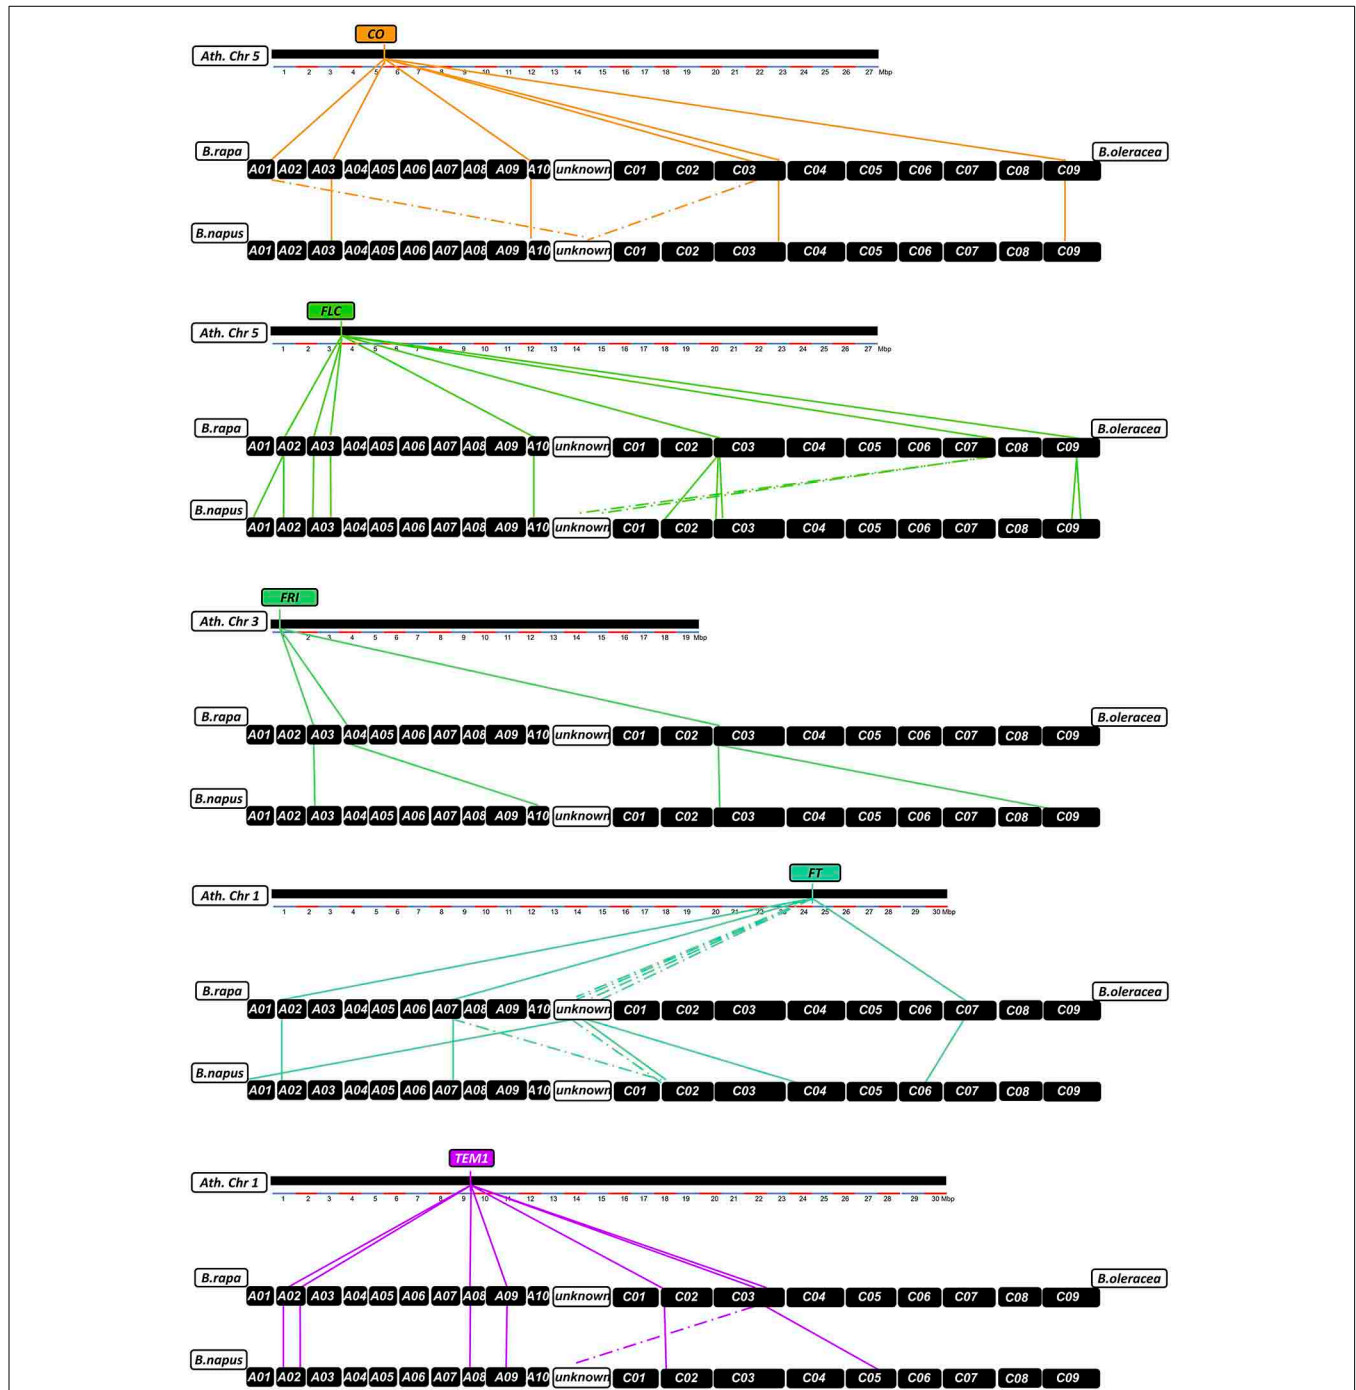 CO
Ath. Chr 5
1 2 3 4 5 6 7 8 9 10 11 12 13 14 15 16 17 18 19 20 21 22 23 24 25 26 27 Mbp
B.rapa
B.oleracea
A01 A02 A03 A04 A05 A06 A07 A08 A09 A10 unknown C01 C02 C03 C04 C05 C06 C07 C08 C09
B.napus
A01 A02 A03 A04 A05 A06 A07 A08 A09 A10 unknown C01 C02 C03 C04 C05 C06 C07 C08 C09
FLC
Ath. Chr 5
1 2 3 4 5 6 7 8 9 10 11 12 13 14 15 16 17 18 19 20 21 22 23 24 25 26 27 Mbp
B.rapa
B.oleracea
A01 A02 A03 A04 A05 A06 A07 A08 A09 A10 unknown C01 C02 C03 C04 C05 C06 C07 C08 C09
B.napus
A01 A02 A03 A04 A05 A06 A07 A08 A09 A10 unknown C01 C02 C03 C04 C05 C06 C07 C08 C09
FRI
Ath. Chr 3
2 3 4 5 6 7 8 9 10 11 12 13 14 15 16 17 18 19 Mbp
B.rapa
B.oleracea
A01 A02 A03 A04 A05 A06 A07 A08 A09 A10 unknown C01 C02 C03 C04 C05 C06 C07 C08 C09
B.napus
A01 A02 A03 A04 A05 A06 A07 A08 A09 A10 unknown C01 C02 C03 C04 C05 C06 C07 C08 C09
FT
Ath. Chr 1
1 2 3 4 5 6 7 8 9 10 11 12 13 14 15 16 17 18 19 20 21 22 23 24 25 26 27 28 29 30 Mbp
B.rapa
B.oleracea
A01 A02 A03 A04 A05 A06 A07 A08 A09 A10 unknown C01 C02 C03 C04 C05 C06 C07 C08 C09
B.napus
A01 A02 A03 A04 A05 A06 A07 A08 A09 A10 unknown C01 C02 C03 C04 C05 C06 C07 C08 C09
TEM1
Ath. Chr 1
1 2 3 4 5 6 7 8 9 10 11 12 13 14 15 16 17 18 19 20 21 22 23 24 25 26 27 28 29 30 Mbp
B.rapa
B.oleracea
A01 A02 A03 A04 A05 A06 A07 A08 A09 A10 unknown C01 C02 C03 C04 C05 C06 C07 C08 C09
B.napus
A01 A02 A03 A04 A05 A06 A07 A08 A09 A10 unknown C01 C02 C03 C04 C05 C06 C07 C08 C09